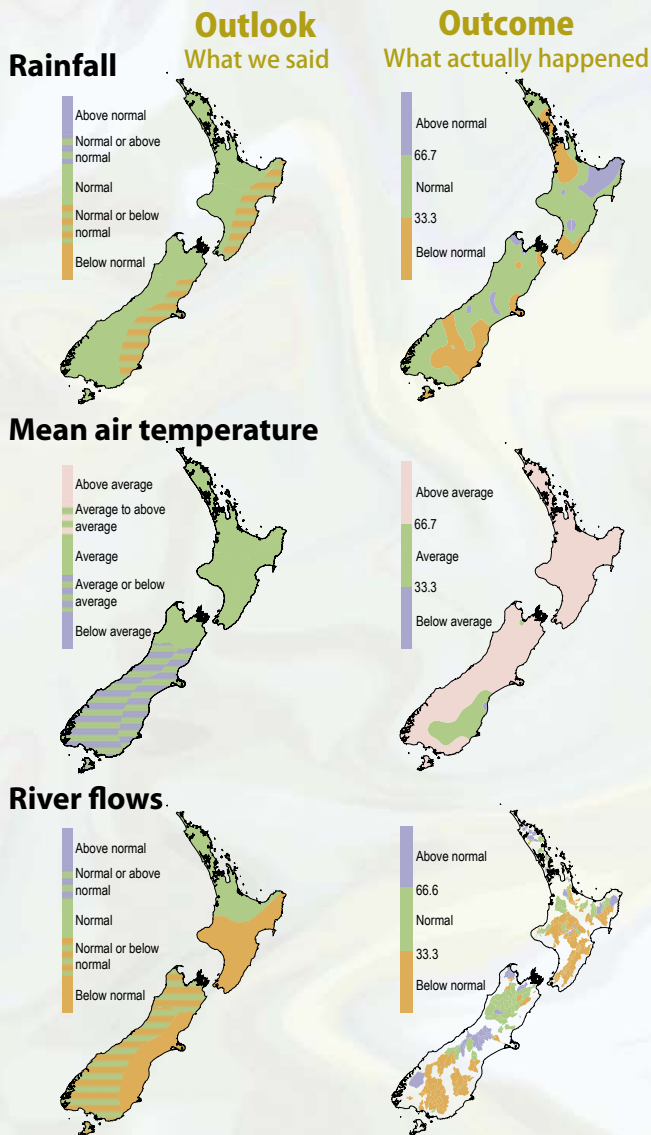 Outlook
What we said
Outcome
What actually happened
Rainfall
Above normal
Normal or above
normal
Normal
Normal or below
normal
Below normal
Above normal
66.7
Normal
33.3
Below normal
Mean air temperature
Above average
Average to above
average
Average
Average or below
average
Below average
Above average
66.7
Average
33.3
Below average
River flows
Above normal
Normal or above
normal
Normal
Normal or below
normal
Below normal
Above normal
66.6
Normal
33.3
Below normal